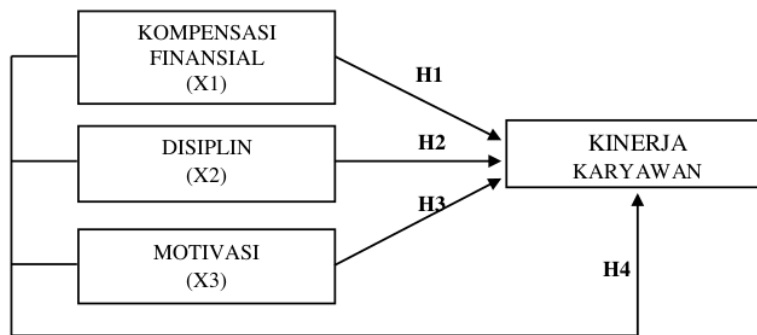 KOMPENSASI
FINANSIAL
(X1)
H1
DISIPLIN
(X2)
H2
KINERJA
KARYAWAN
H3
MOTIVASI
(X3)
H4